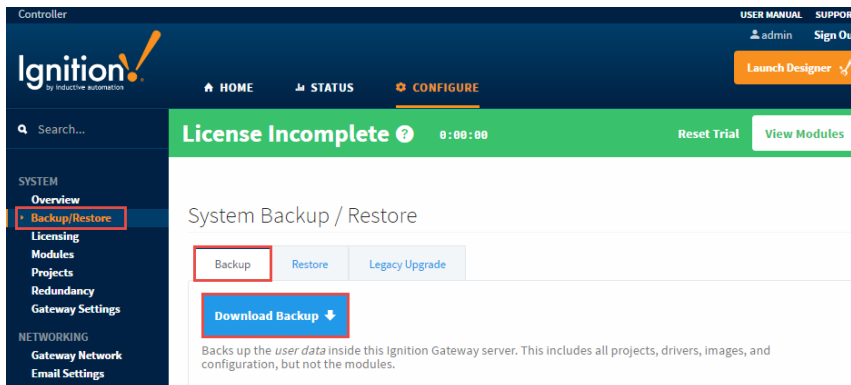 Controller
USER MANUAL SUPPOR
admin Sign Ou
Ignition!
by inductive automation
Launch Designer
HOME STATUS CONFIGURE
Search...
License Incomplete ? 0:00:00 Reset Trial View Modules
SYSTEM
Overview
Backup/Restore
Licensing
Modules
Projects
Redundancy
Gateway Settings
NETWORKING
Gateway Network
Email Settings
System Backup / Restore
Backup Restore Legacy Upgrade
Download Backup
Backs up the user data inside this Ignition Gateway server. This includes all projects, drivers, images, and
configuration, but not the modules.